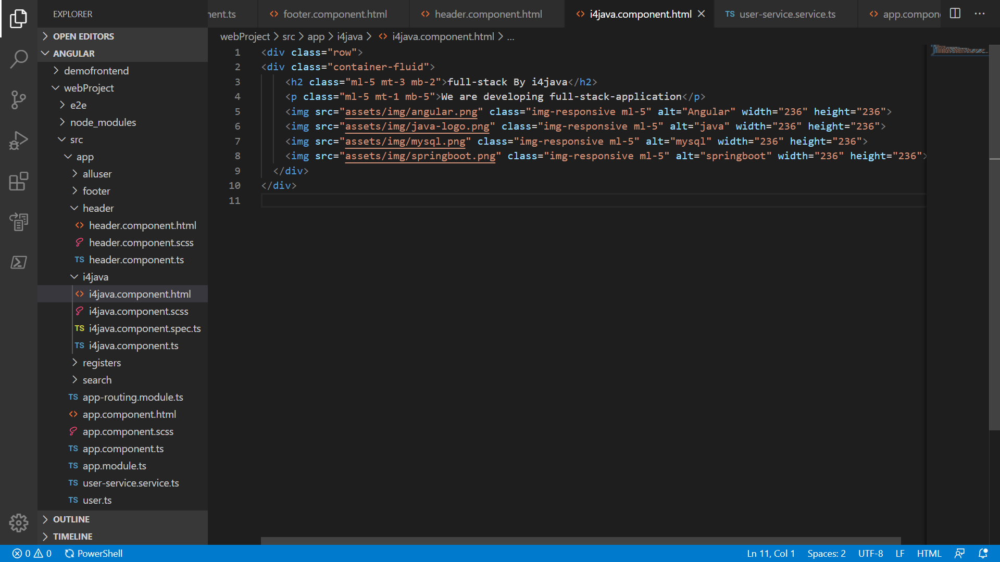 EXPLORER
OPEN EDITORS
ANGULAR
demofrontend
webProject
e2e
node_modules
src
app
alluser
footer
header
header.component.html
header.component.scss
TS header.component.ts
i4java
i4java.component.html
i4java.component.scss
TS i4java.component.spec.ts
TS i4java.component.ts
registers
search
TS app-routing.module.ts
app.component.html
app.component.scss
TS app.component.ts
TS app.module.ts
TS user-service.service.ts
TS user.ts
OUTLINE
TIMELINE
nent.ts footer.component.html header.component.html i4java.component.html TS user-service.service.ts app.compon
webProject > src > app > i4java > i4java.component.html > ...
1 <div class="row">
2 <div class="container-fluid">
3 <h2 class="ml-5 mt-3 mb-2">full-stack By i4java</h2>
4 <p class="ml-5 mt-1 mb-5">We are developing full-stack-application</p>
5 <img src="assets/img/angular.png" class="img-responsive ml-5" alt="Angular" width="236" height="236">
6 <img src="assets/img/java-logo.png" class="img-responsive ml-5" alt="java" width="236" height="236">
7 <img src="assets/img/mysql.png" class="img-responsive ml-5" alt="mysql" width="236" height="236">
8 <img src="assets/img/springboot.png" class="img-responsive ml-5" alt="springboot" width="236" height="236">
9 </div>
10 </div>
11
0 0 PowerShell Ln 11, Col 1 Spaces: 2 UTF-8 LF HTML